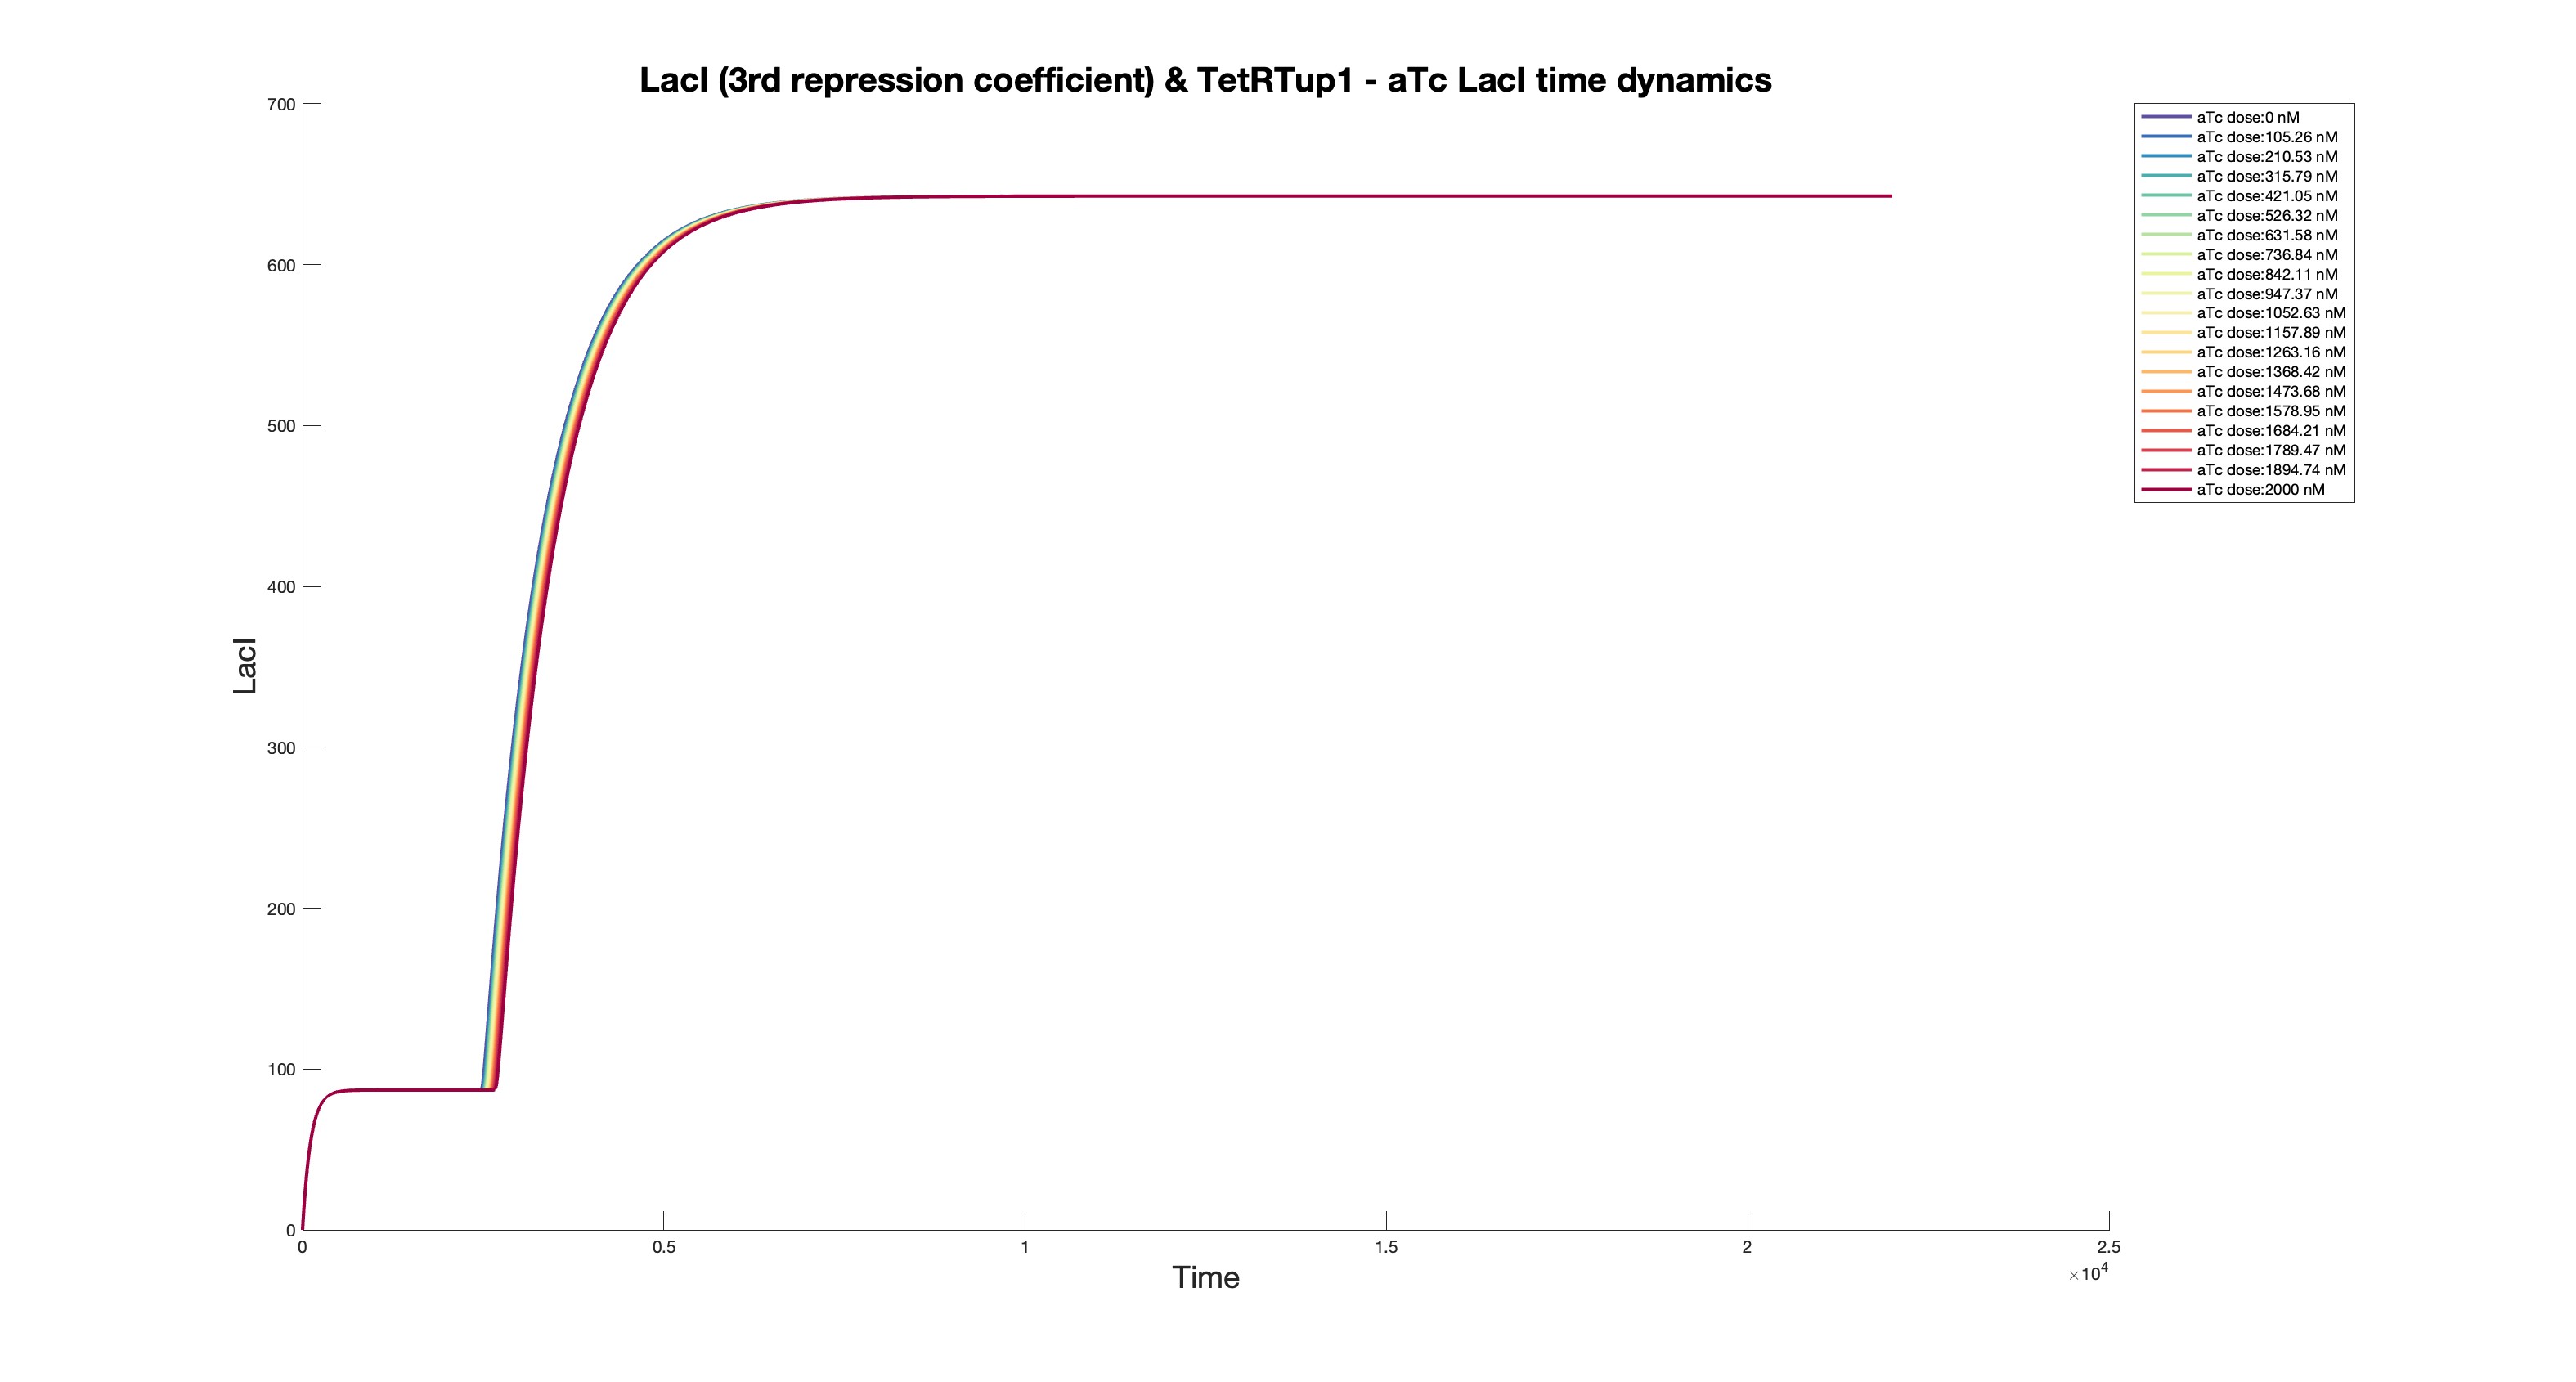 LacI (3rd repression coefficient) & TetRTup1 - aTc LacI time dynamics
700
600
500
400
300
200
100
0
LacI
0 0.5 1 1.5 2 2.5
×10⁴
Time
aTc dose:0 nM
aTc dose:105.26 nM
aTc dose:210.53 nM
aTc dose:315.79 nM
aTc dose:421.05 nM
aTc dose:526.32 nM
aTc dose:631.58 nM
aTc dose:736.84 nM
aTc dose:842.11 nM
aTc dose:947.37 nM
aTc dose:1052.63 nM
aTc dose:1157.89 nM
aTc dose:1263.16 nM
aTc dose:1368.42 nM
aTc dose:1473.68 nM
aTc dose:1578.95 nM
aTc dose:1684.21 nM
aTc dose:1789.47 nM
aTc dose:1894.74 nM
aTc dose:2000 nM